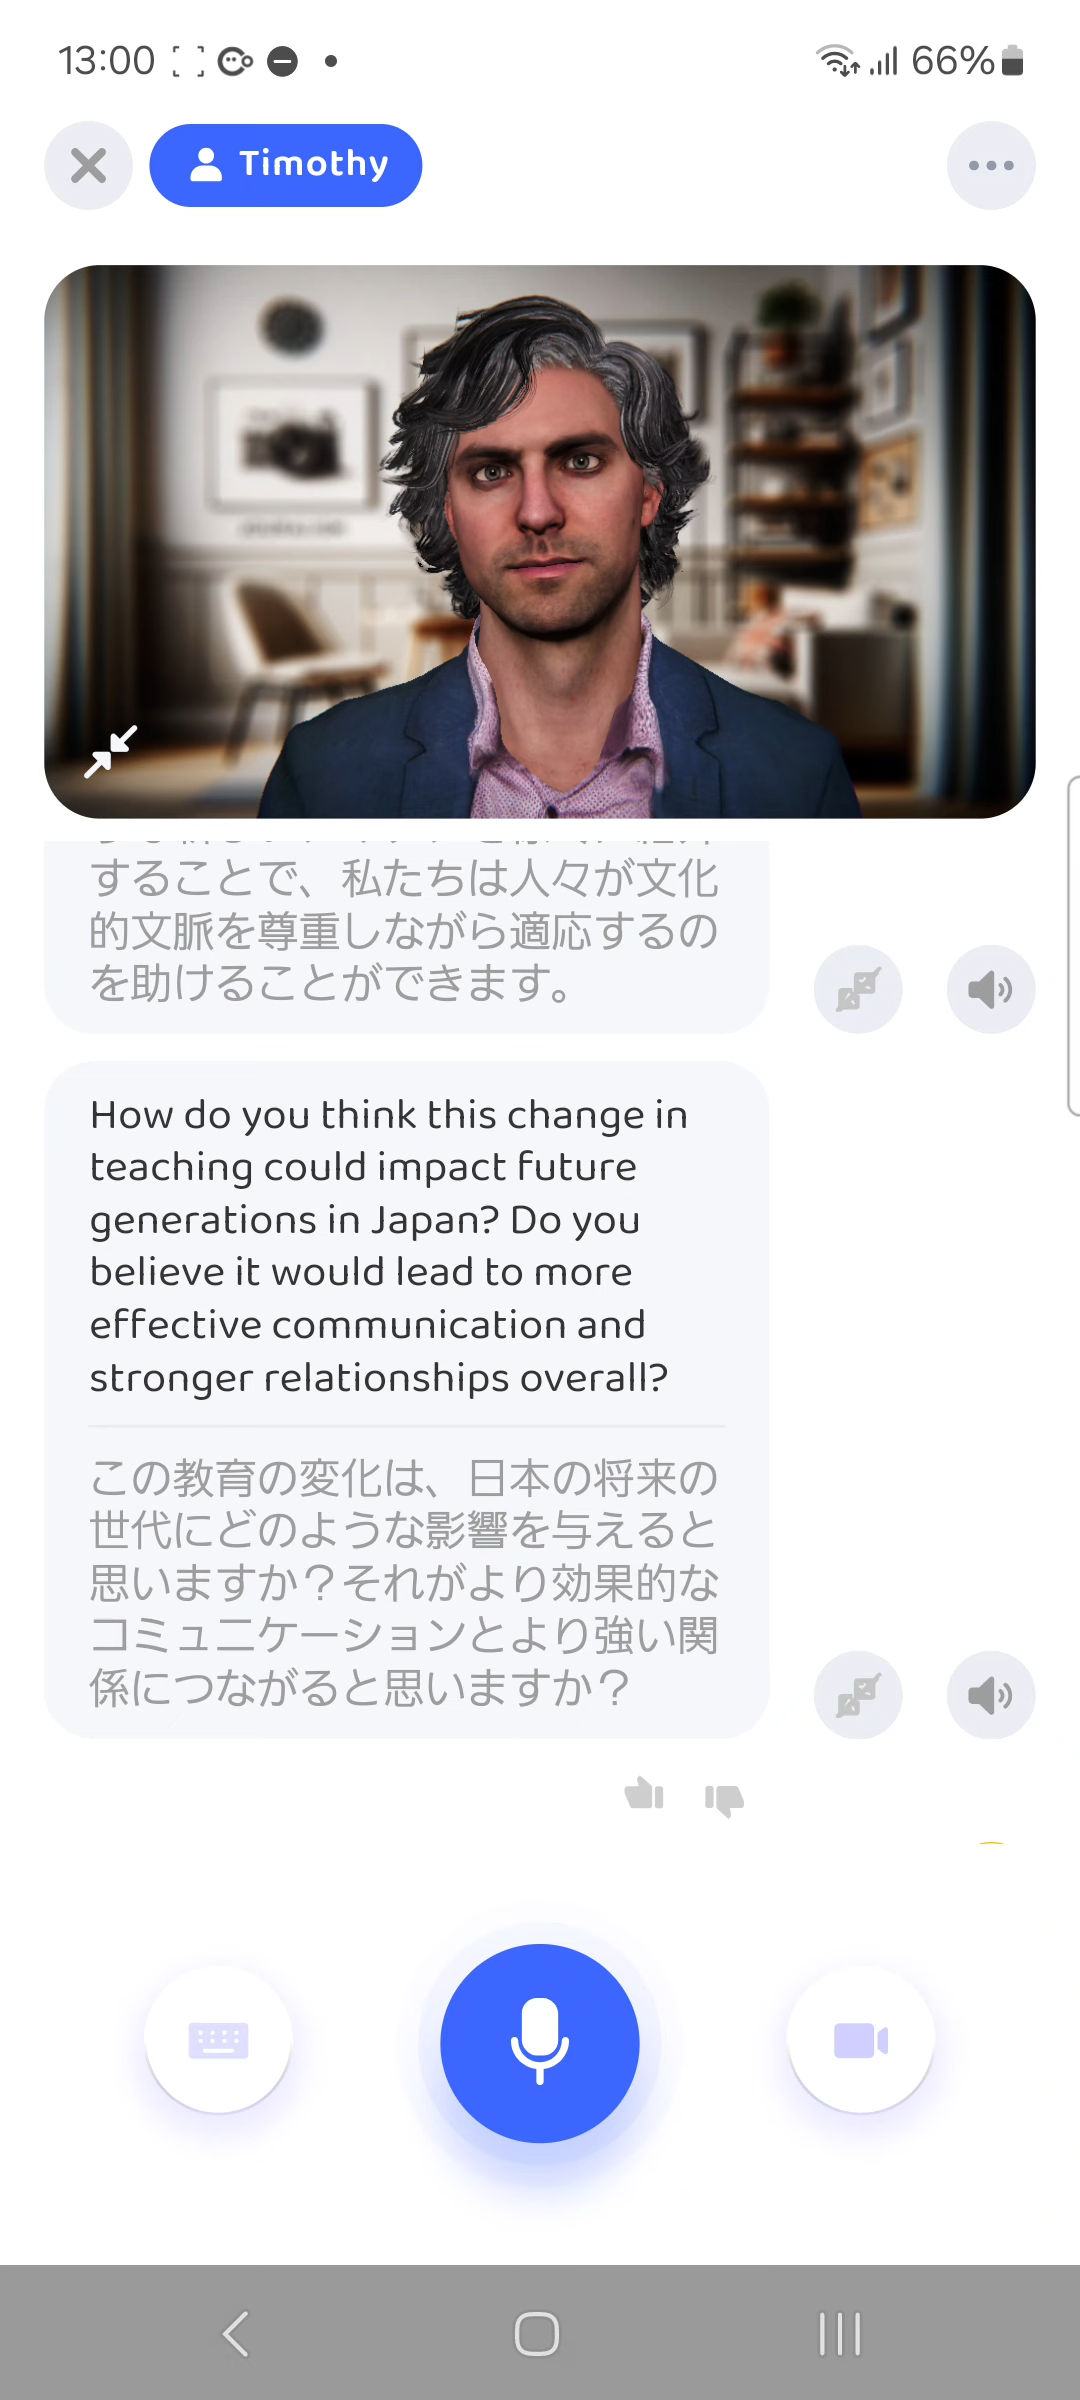 13:00
66%
Timothy
することで、私たちは人々が文化
的文脈を尊重しながら適応するの
を助けることができます。
How do you think this change in
teaching could impact future
generations in Japan? Do you
believe it would lead to more
effective communication and
stronger relationships overall?
この教育の変化は、日本の将来の
世代にどのような影響を与えると
思いますか？それがより効果的な
コミュニケーションとより強い関
係につながると思いますか？